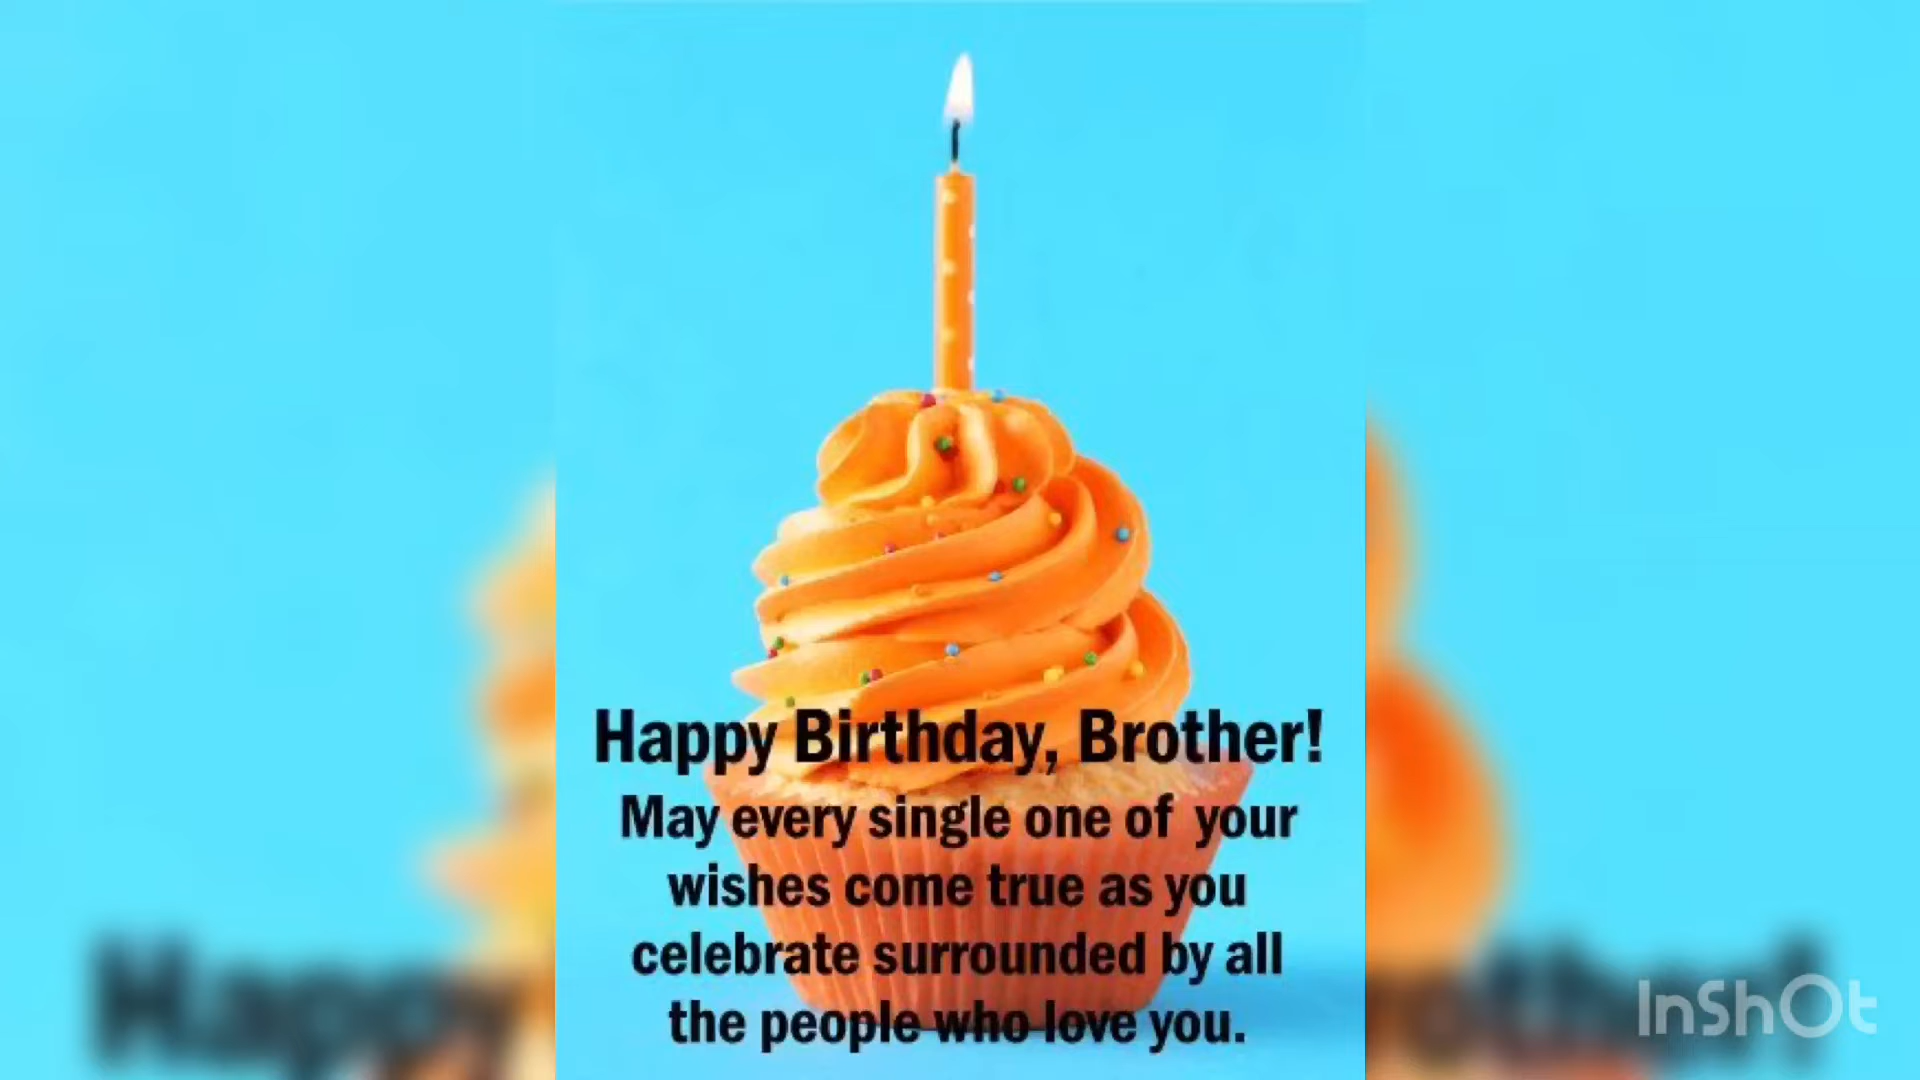 Happy Birthday, Brother!
May every single one of your
wishes come true as you
celebrate surrounded by all
the people who love you.
InShOt